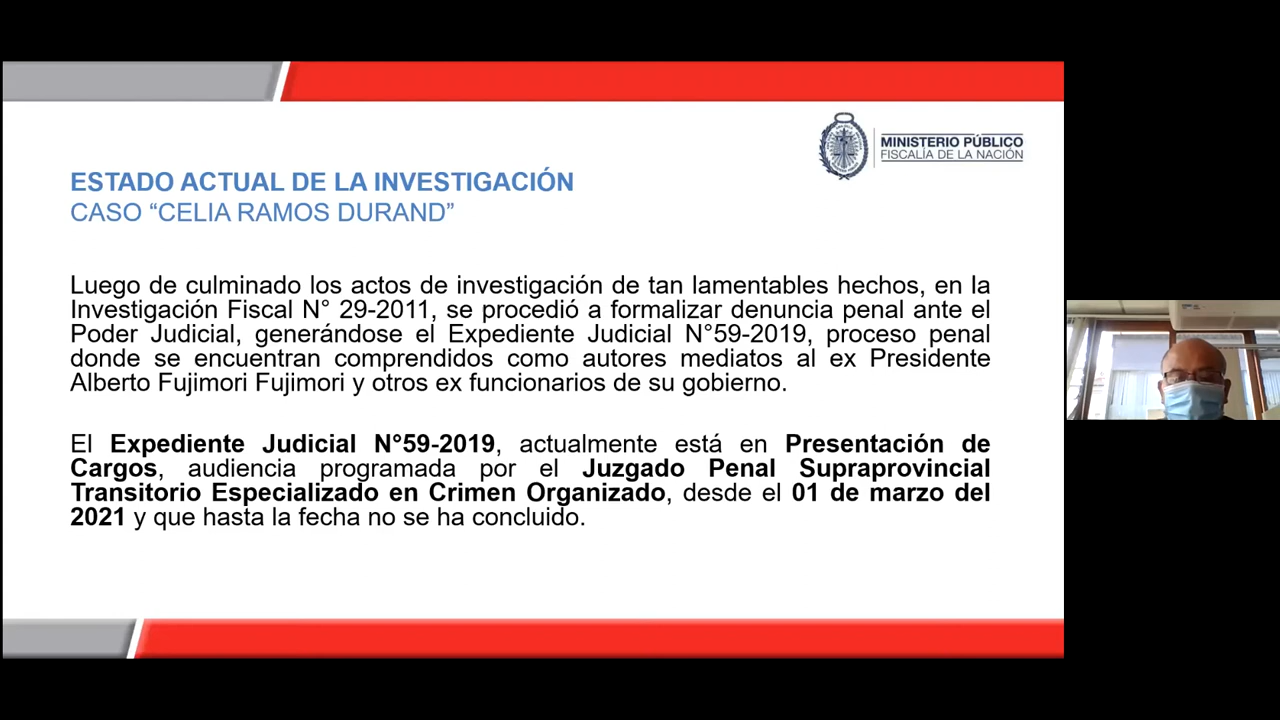 MINISTERIO PÚBLICO
FISCALÍA DE LA NACIÓN
ESTADO ACTUAL DE LA INVESTIGACIÓN
CASO “CELIA RAMOS DURAND”
Luego de culminado los actos de investigación de tan lamentables hechos, en la
Investigación Fiscal N° 29-2011, se procedió a formalizar denuncia penal ante el
Poder Judicial, generándose el Expediente Judicial N°59-2019, proceso penal
donde se encuentran comprendidos como autores mediatos al ex Presidente
Alberto Fujimori Fujimori y otros ex funcionarios de su gobierno.
El Expediente Judicial N°59-2019, actualmente está en Presentación de
Cargos, audiencia programada por el Juzgado Penal Supraprovincial
Transitorio Especializado en Crimen Organizado, desde el 01 de marzo del
2021 y que hasta la fecha no se ha concluido.